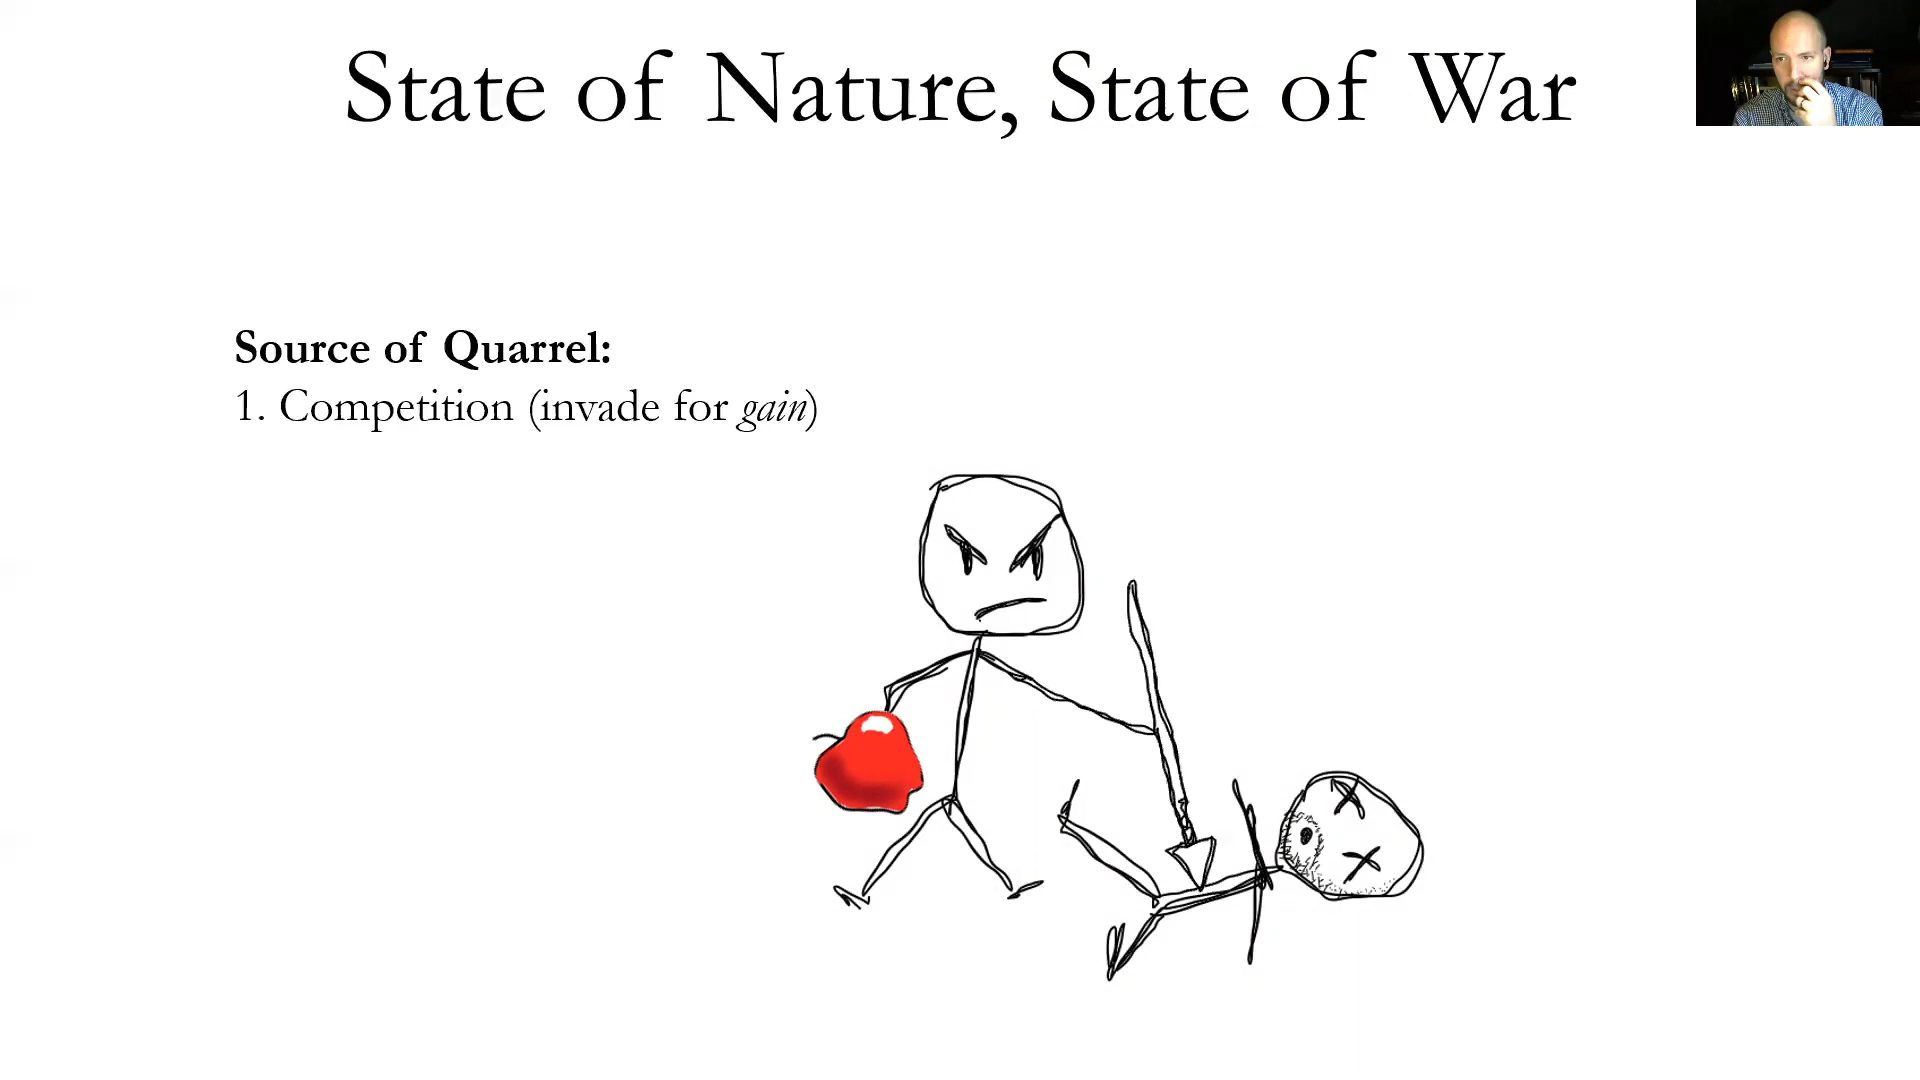 State of Nature, State of War
Source of Quarrel:
1. Competition (invade for gain)